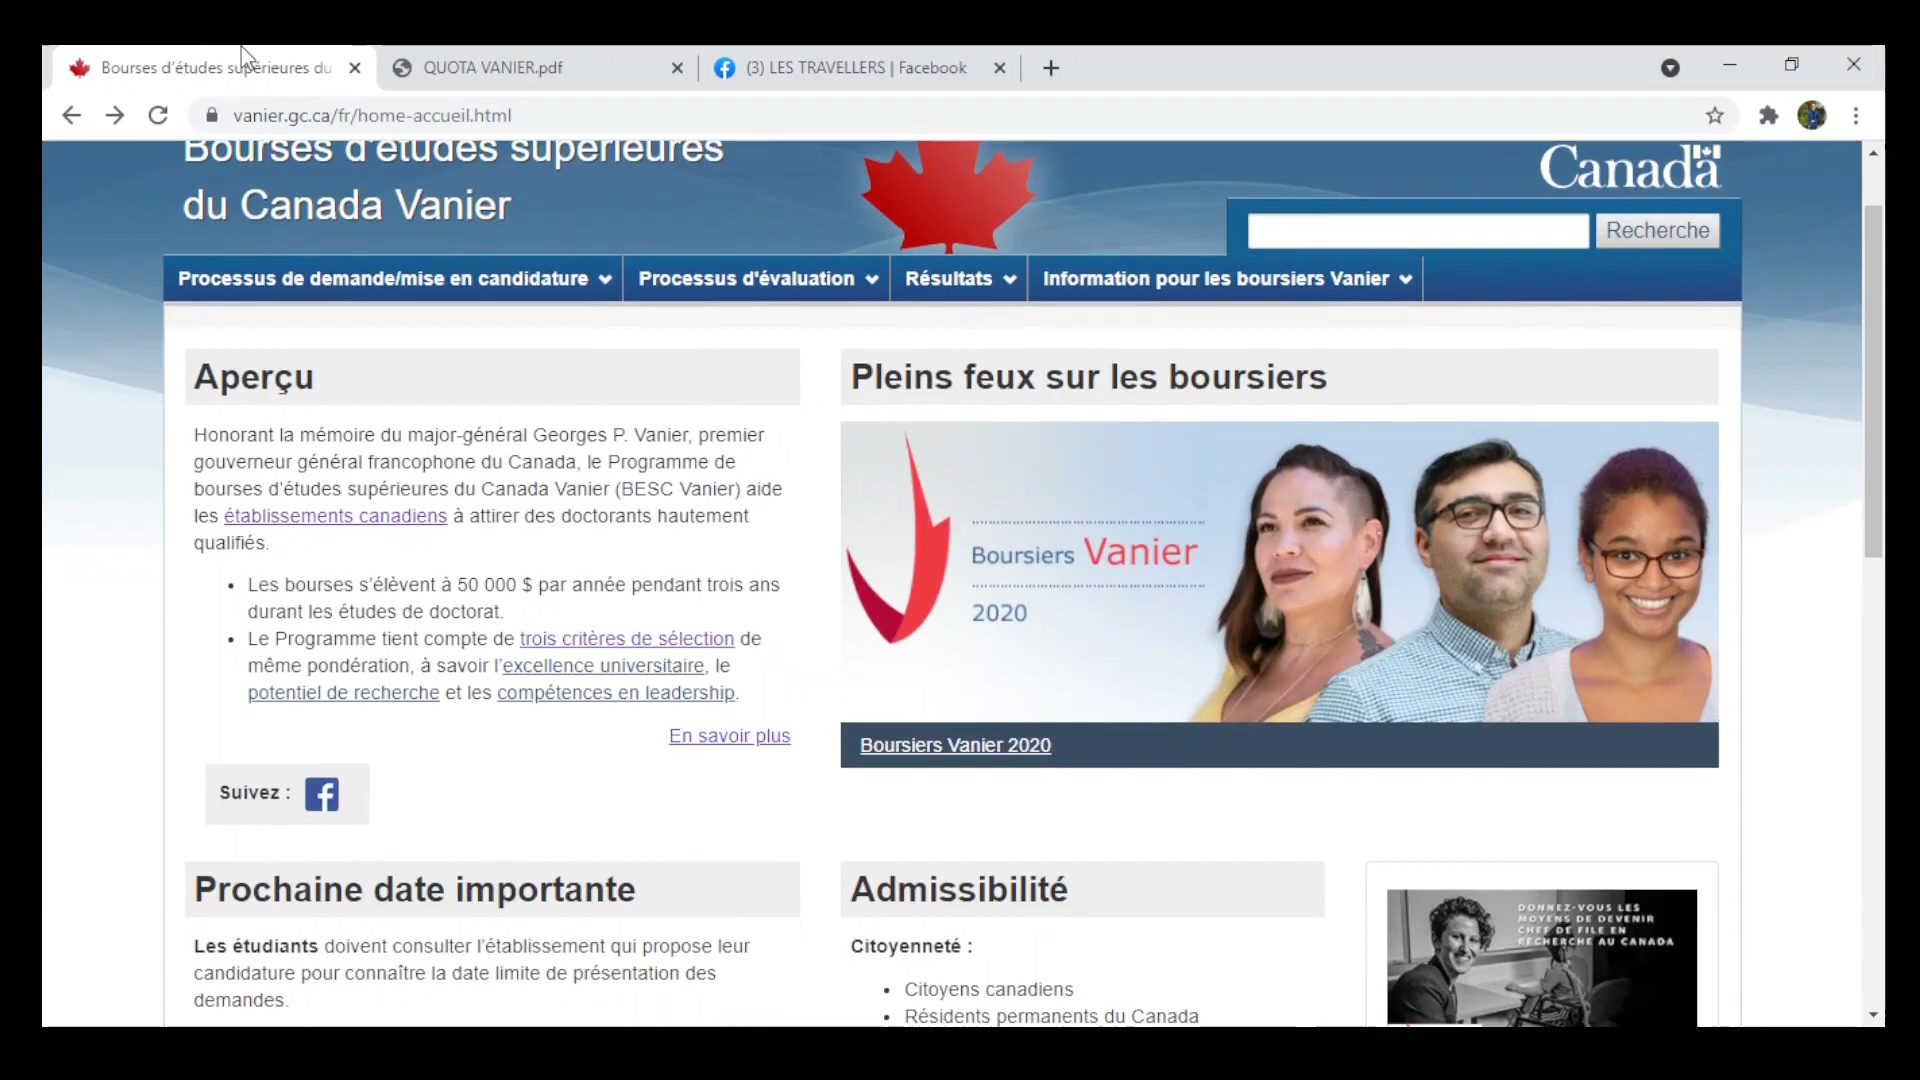 Bourses d'études supérieures du
QUOTA VANIER.pdf
(3) LES TRAVELLERS | Facebook
vanier.gc.ca/fr/home-accueil.html
Bourses d'études supérieures
du Canada Vanier
Canada
Recherche
Processus de demande/mise en candidature
Processus d'évaluation
Résultats
Information pour les boursiers Vanier
Aperçu
Honorant la mémoire du major-général Georges P. Vanier, premier
gouverneur général francophone du Canada, le Programme de
bourses d'études supérieures du Canada Vanier (BESC Vanier) aide
les établissements canadiens à attirer des doctorants hautement
qualifiés.
• Les bourses s'élèvent à 50 000 $ par année pendant trois ans
durant les études de doctorat.
• Le Programme tient compte de trois critères de sélection de
même pondération, à savoir l'excellence universitaire, le
potentiel de recherche et les compétences en leadership.
En savoir plus
Suivez :
Pleins feux sur les boursiers
Boursiers Vanier
2020
Boursiers Vanier 2020
Prochaine date importante
Les étudiants doivent consulter l'établissement qui propose leur
candidature pour connaître la date limite de présentation des
demandes.
Admissibilité
Citoyenneté :
• Citoyens canadiens
• Résidents permanents du Canada
DONNEZ-VOUS LES
MOYENS DE DEVENIR
CHEF DE FILE EN
RECHERCHE AU CANADA